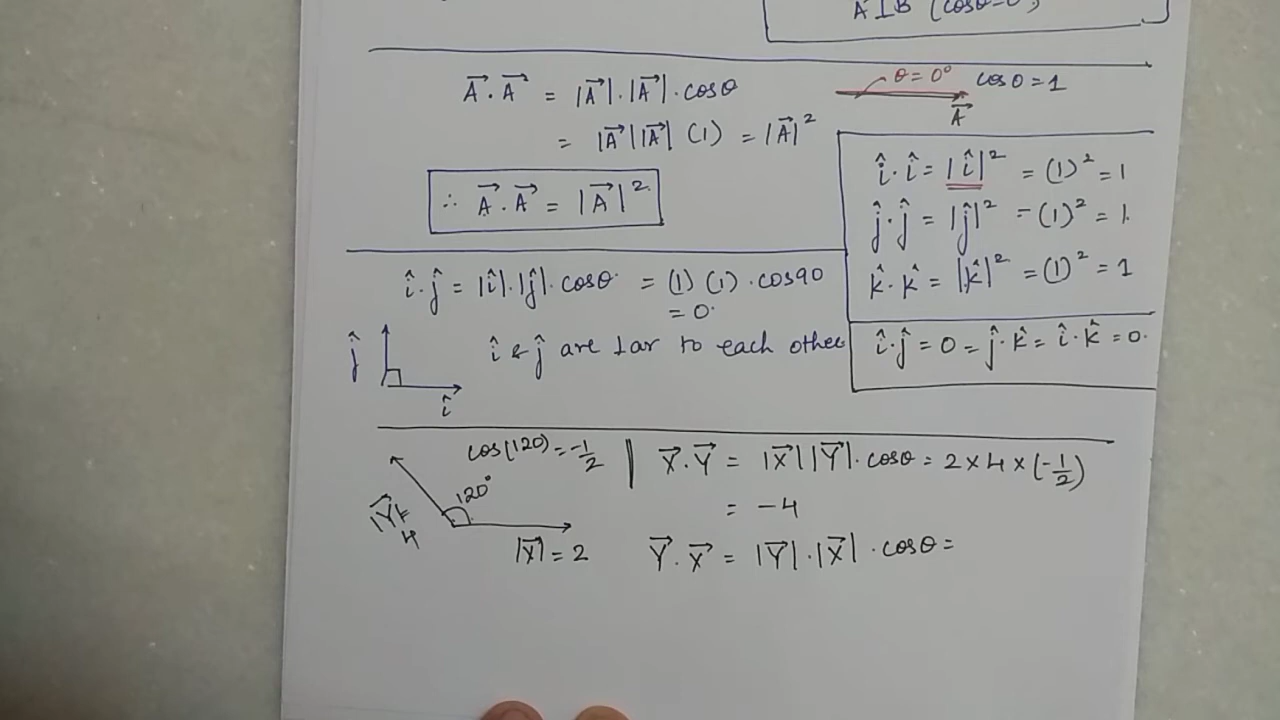 A⃗ ⊥ B⃗ (cosθ=0)
A⃗ . A⃗ = |A⃗|.|A⃗|.cosθ
θ = 0° cosθ = 1
A⃗
= |A⃗||A⃗| (1) = |A⃗|²
∴ A⃗ . A⃗ = |A⃗|²
î.î = |î|² = (1)² = 1
ĵ.ĵ = |ĵ|² = (1)² = 1
k̂.k̂ = |k̂|² = (1)² = 1
î.ĵ = |î|.|ĵ|.cosθ = (1) (1).cos90
= 0
î.ĵ = 0 = ĵ.k̂ = î.k̂ = 0
ĵ
î & ĵ are ⊥ar to each other
î
cos(120) = -1/2
X⃗.Y⃗ = |X⃗||Y⃗|.cosθ = 2 x 4 x (-1/2)
120°
= -4
|Y⃗|=
4
|X⃗| = 2
Y⃗.X⃗ = |Y⃗|.|X⃗|.cosθ =